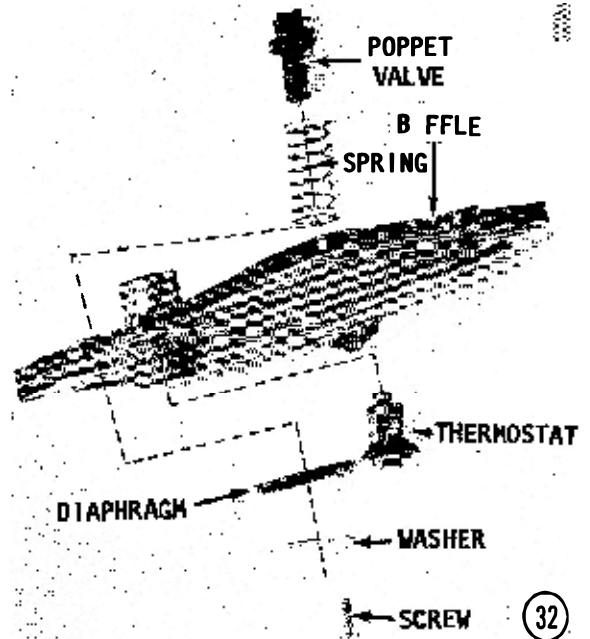 POPPET
VALVE
B FFLE
SPRING
THERMOSTAT
DIAPHRAGM
WASHER
SCREW
32